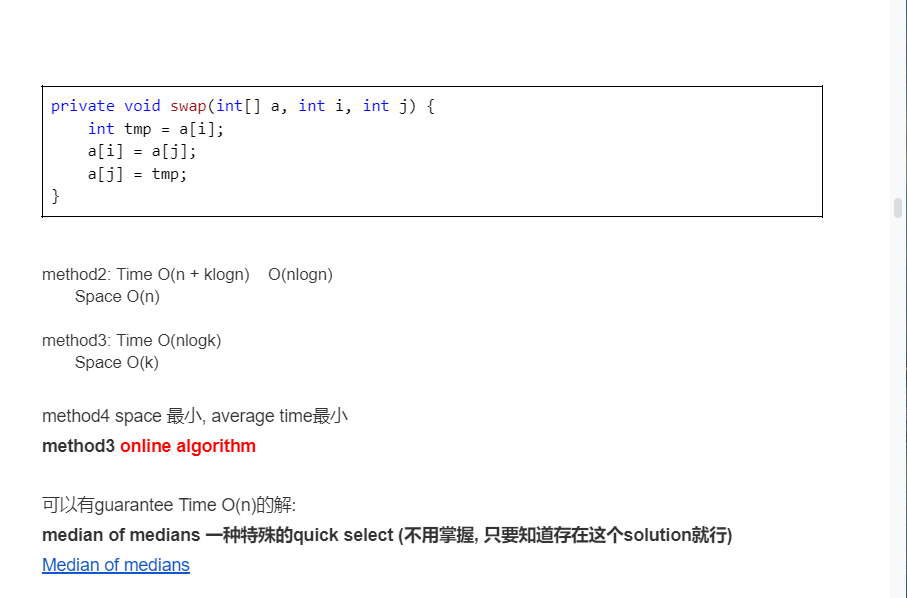 private void swap(int[] a, int i, int j) {
    int tmp = a[i];
    a[i] = a[j];
    a[j] = tmp;
}
method2: Time O(n + klogn)    O(nlogn)
Space O(n)
method3: Time O(nlogk)
Space O(k)
method4 space 最小, average time最小
method3 online algorithm
可以有guarantee Time O(n)的解:
median of medians 一种特殊的quick select (不用掌握, 只要知道存在这个solution就行)
Median of medians